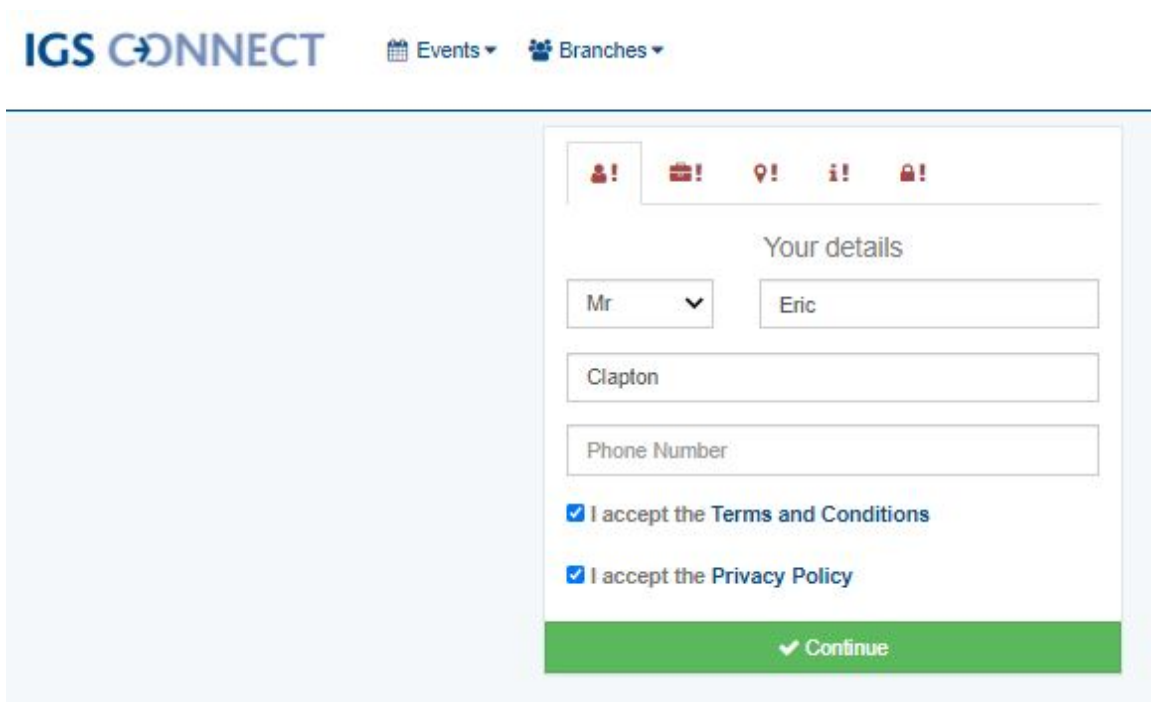 IGS CONNECT Events Branches
! ! ! i! !
Your details
Mr Eric
Clapton
Phone Number
I accept the Terms and Conditions
I accept the Privacy Policy
Continue